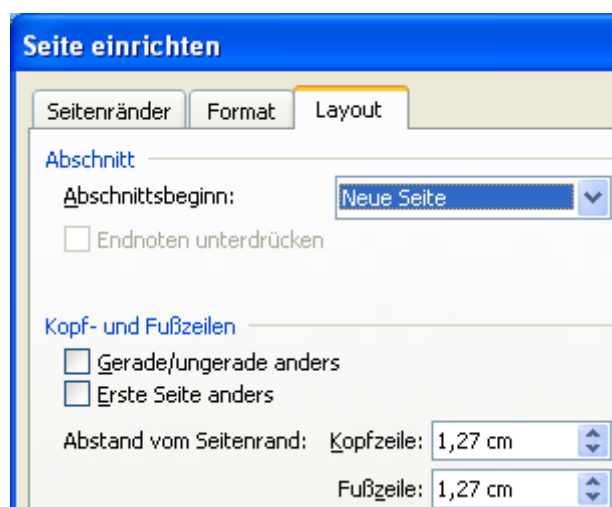 Seite einrichten
Seitenränder Format Layout
Abschnitt
Abschnittsbeginn: Neue Seite
Endnoten unterdrücken
Kopf- und Fußzeilen
Gerade/ungerade anders
Erste Seite anders
Abstand vom Seitenrand: Kopfzeile: 1,27 cm
Fußzeile: 1,27 cm